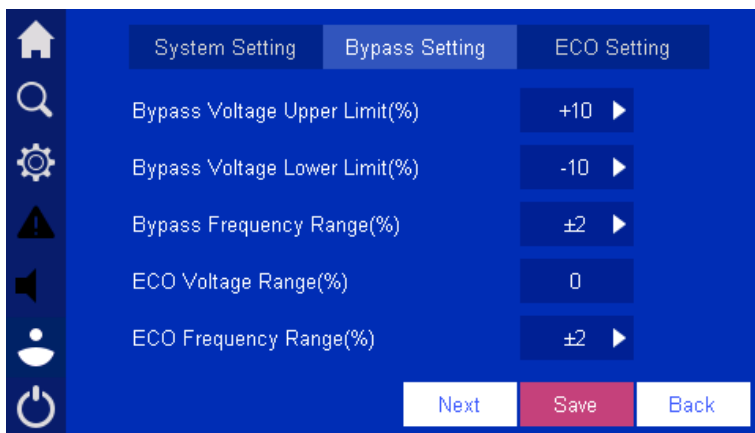 System Setting Bypass Setting ECO Setting
Bypass Voltage Upper Limit(%) +10
Bypass Voltage Lower Limit(%) -10
Bypass Frequency Range(%) ±2
ECO Voltage Range(%) 0
ECO Frequency Range(%) ±2
Next Save Back